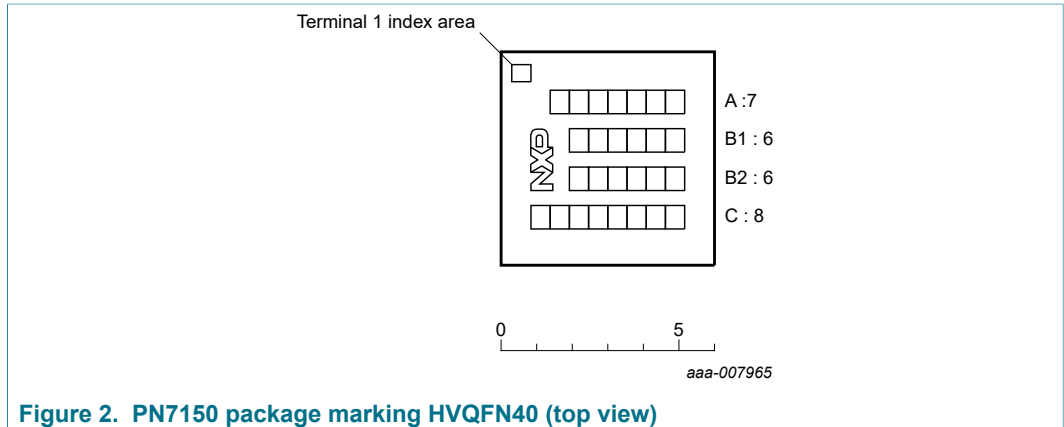 Terminal 1 index area
A :7
B1 : 6
NXP
B2 : 6
C : 8
0 5
aaa-007965
Figure 2. PN7150 package marking HVQFN40 (top view)